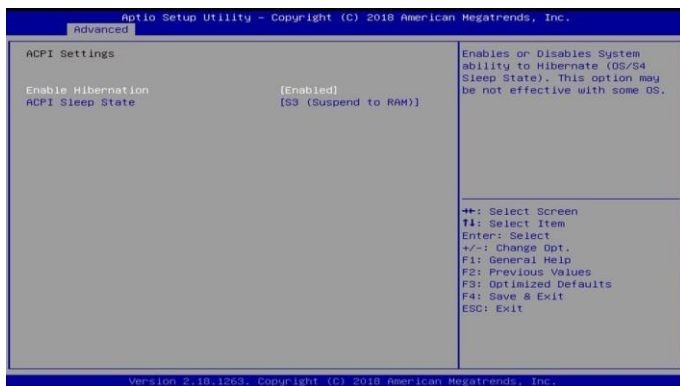 Aptio Setup Utility – Copyright (C) 2018 American Megatrends, Inc.
Advanced
ACPI Settings
Enable Hibernation [Enabled]
ACPI Sleep State [S3 (Suspend to RAM)]
Enables or Disables System
ability to Hibernate (OS/S4
Sleep State). This option may
be not effective with some OS.
→←: Select Screen
↑↓: Select Item
Enter: Select
+/-: Change Opt.
F1: General Help
F2: Previous Values
F3: Optimized Defaults
F4: Save & Exit
ESC: Exit
Version 2.18.1263. Copyright (C) 2018 American Megatrends, Inc.